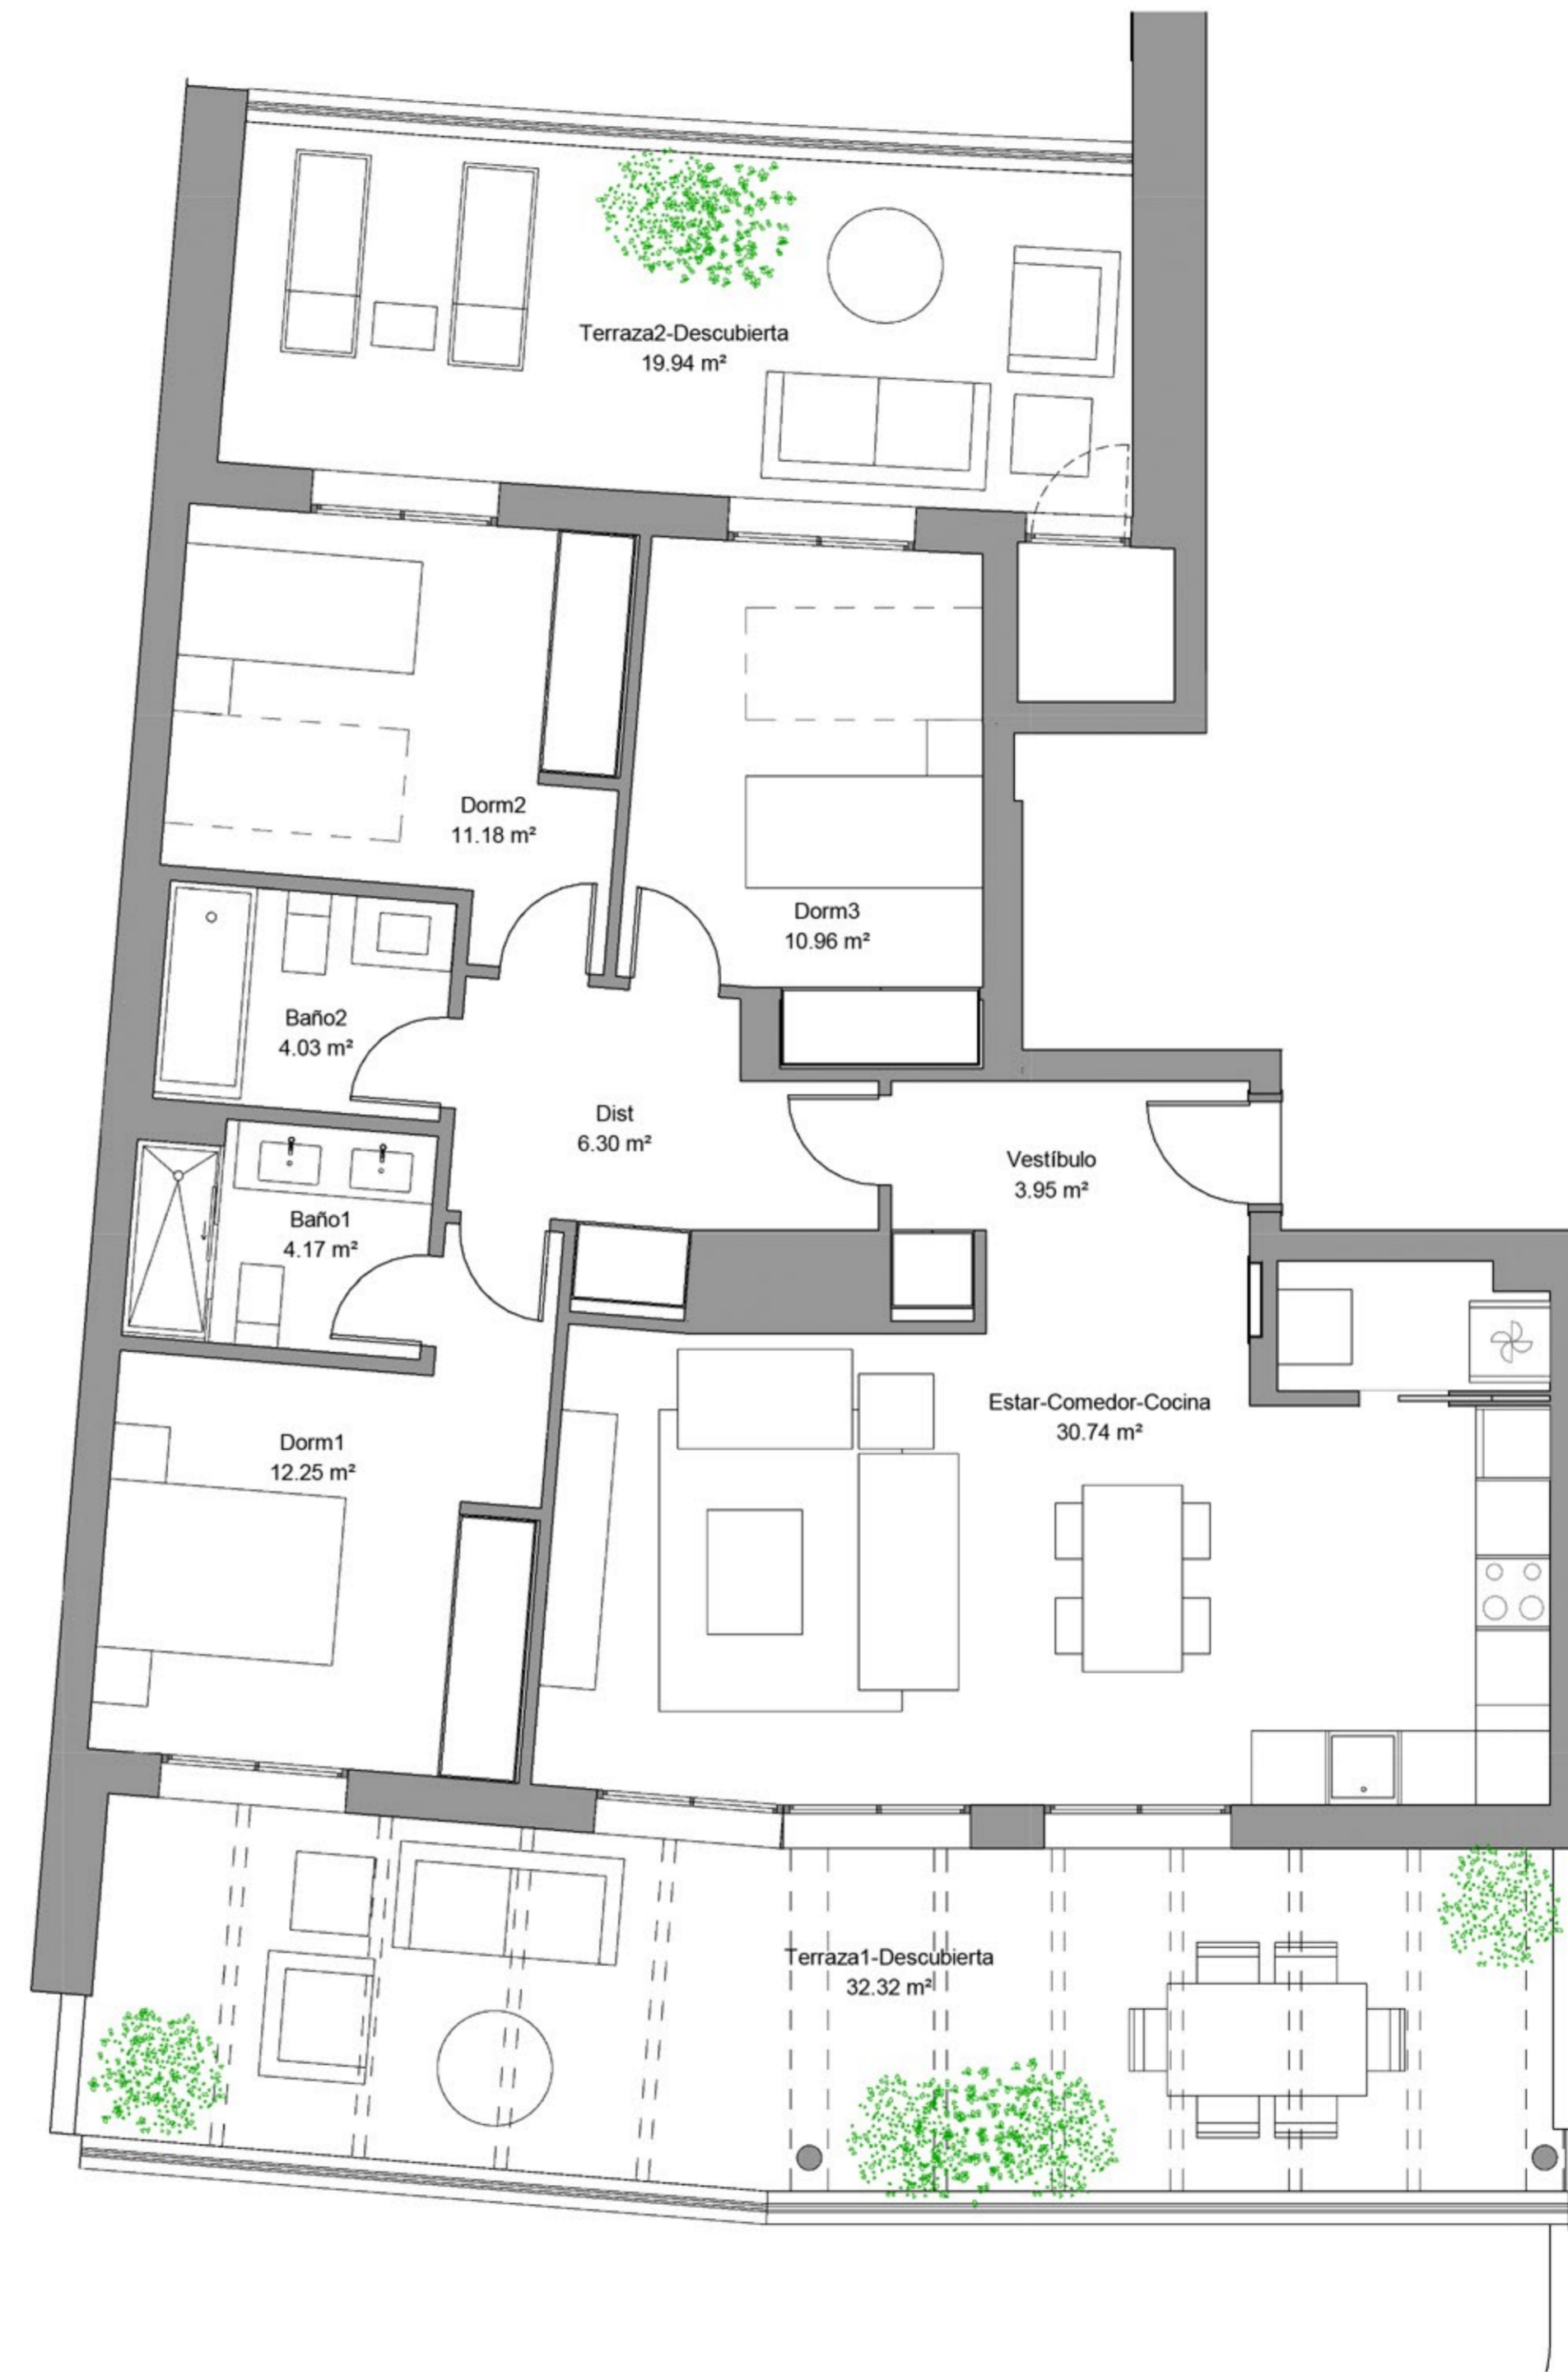 Terraza2-Descubierta
19.94 m²
Dorm2
11.18 m²
Dorm3
10.96 m²
Baño2
4.03 m²
Dist
6.30 m²
Vestíbulo
3.95 m²
Baño1
4.17 m²
Estar-Comedor-Cocina
30.74 m²
Dorm1
12.25 m²
Terraza1-Descubierta
32.32 m²